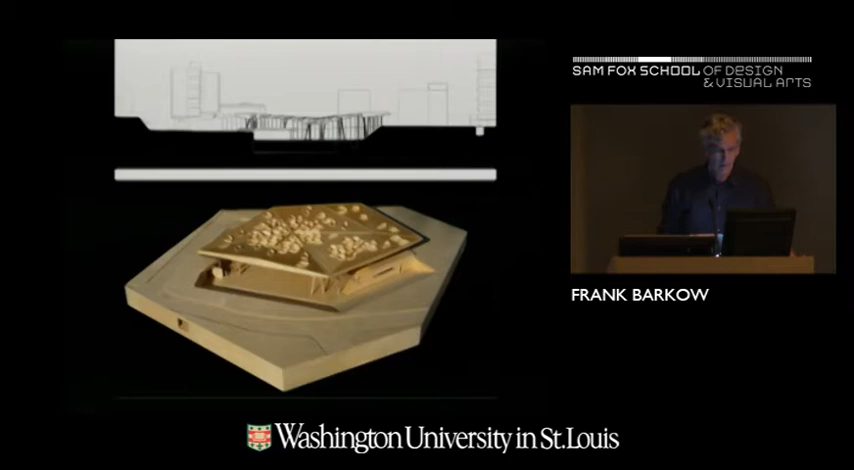 SAM FOX SCHOOL OF DESIGN
& VISUAL ARTS
FRANK BARKOW
Washington University in St. Louis